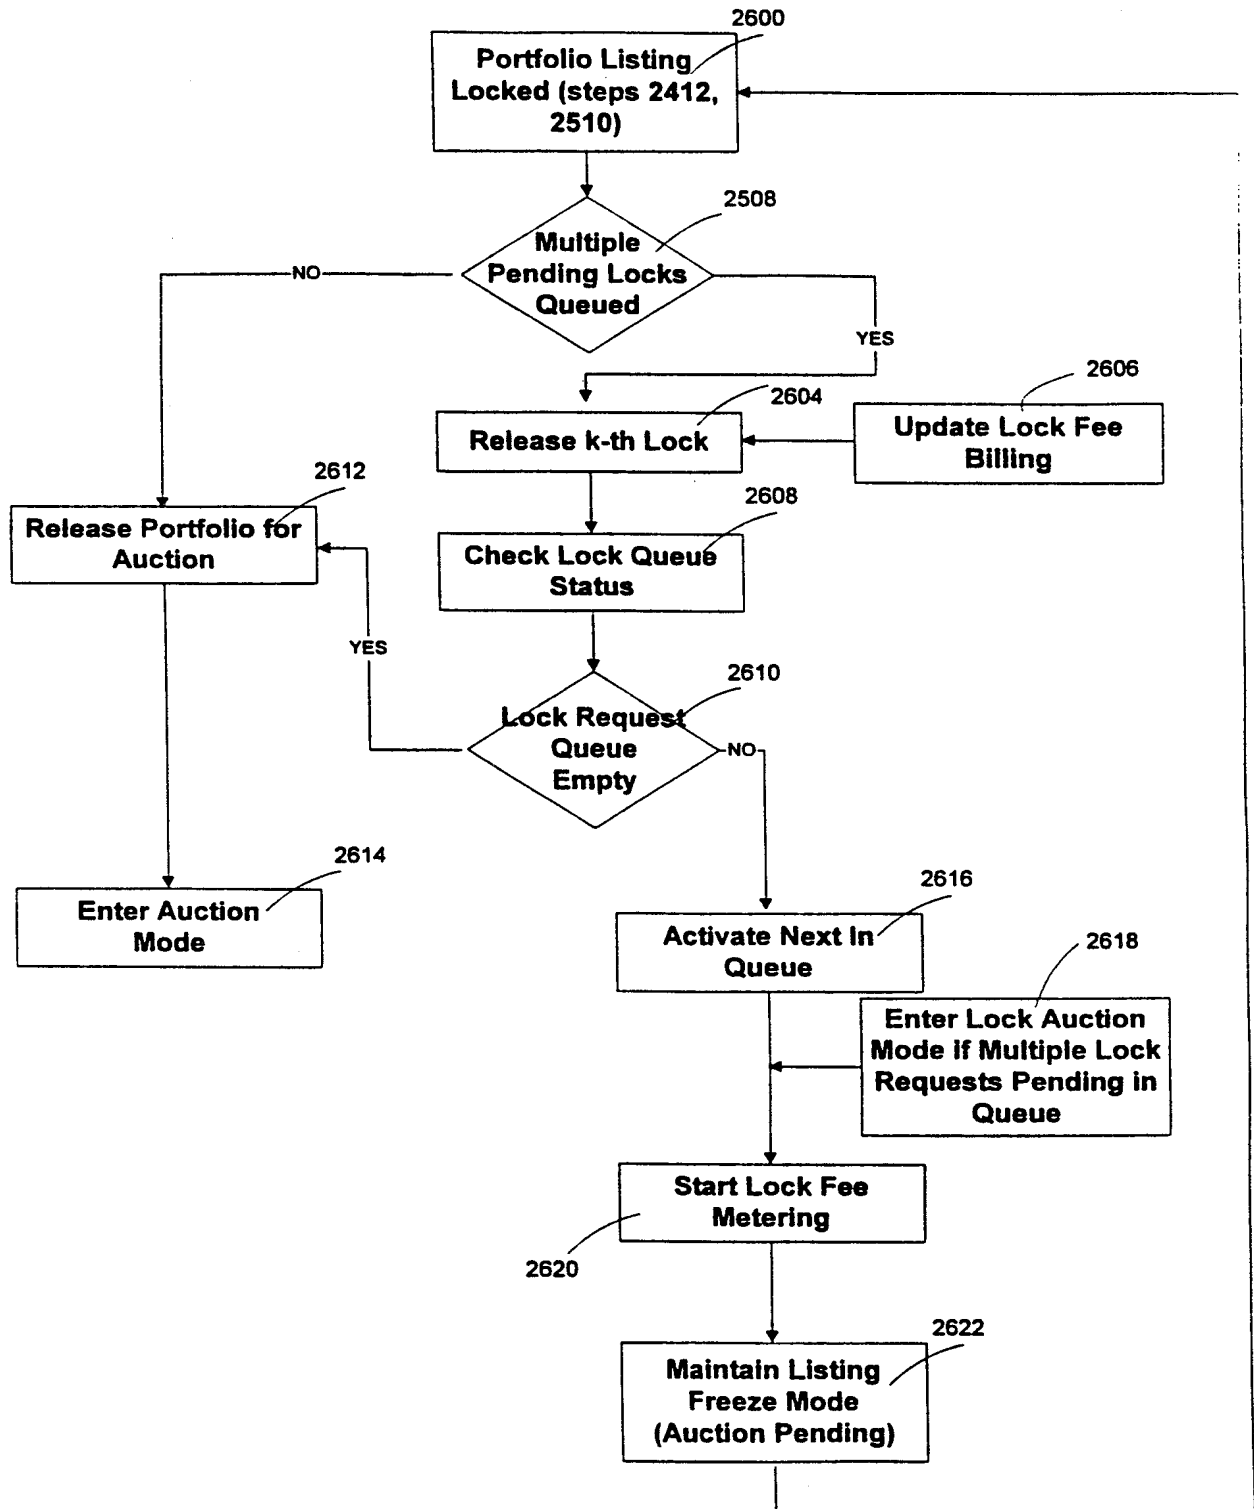 2600
Portfolio Listing
Locked (steps 2412,
2510)
2508
Multiple
Pending Locks
Queued
NO
YES
2604
2606
Release k-th Lock
Update Lock Fee
Billing
2612
2608
Release Portfolio for
Auction
Check Lock Queue
Status
YES
2610
Lock Request
Queue
Empty
NO
2614
Enter Auction
Mode
2616
Activate Next In
Queue
2618
Enter Lock Auction
Mode if Multiple Lock
Requests Pending in
Queue
Start Lock Fee
Metering
2620
2622
Maintain Listing
Freeze Mode
(Auction Pending)